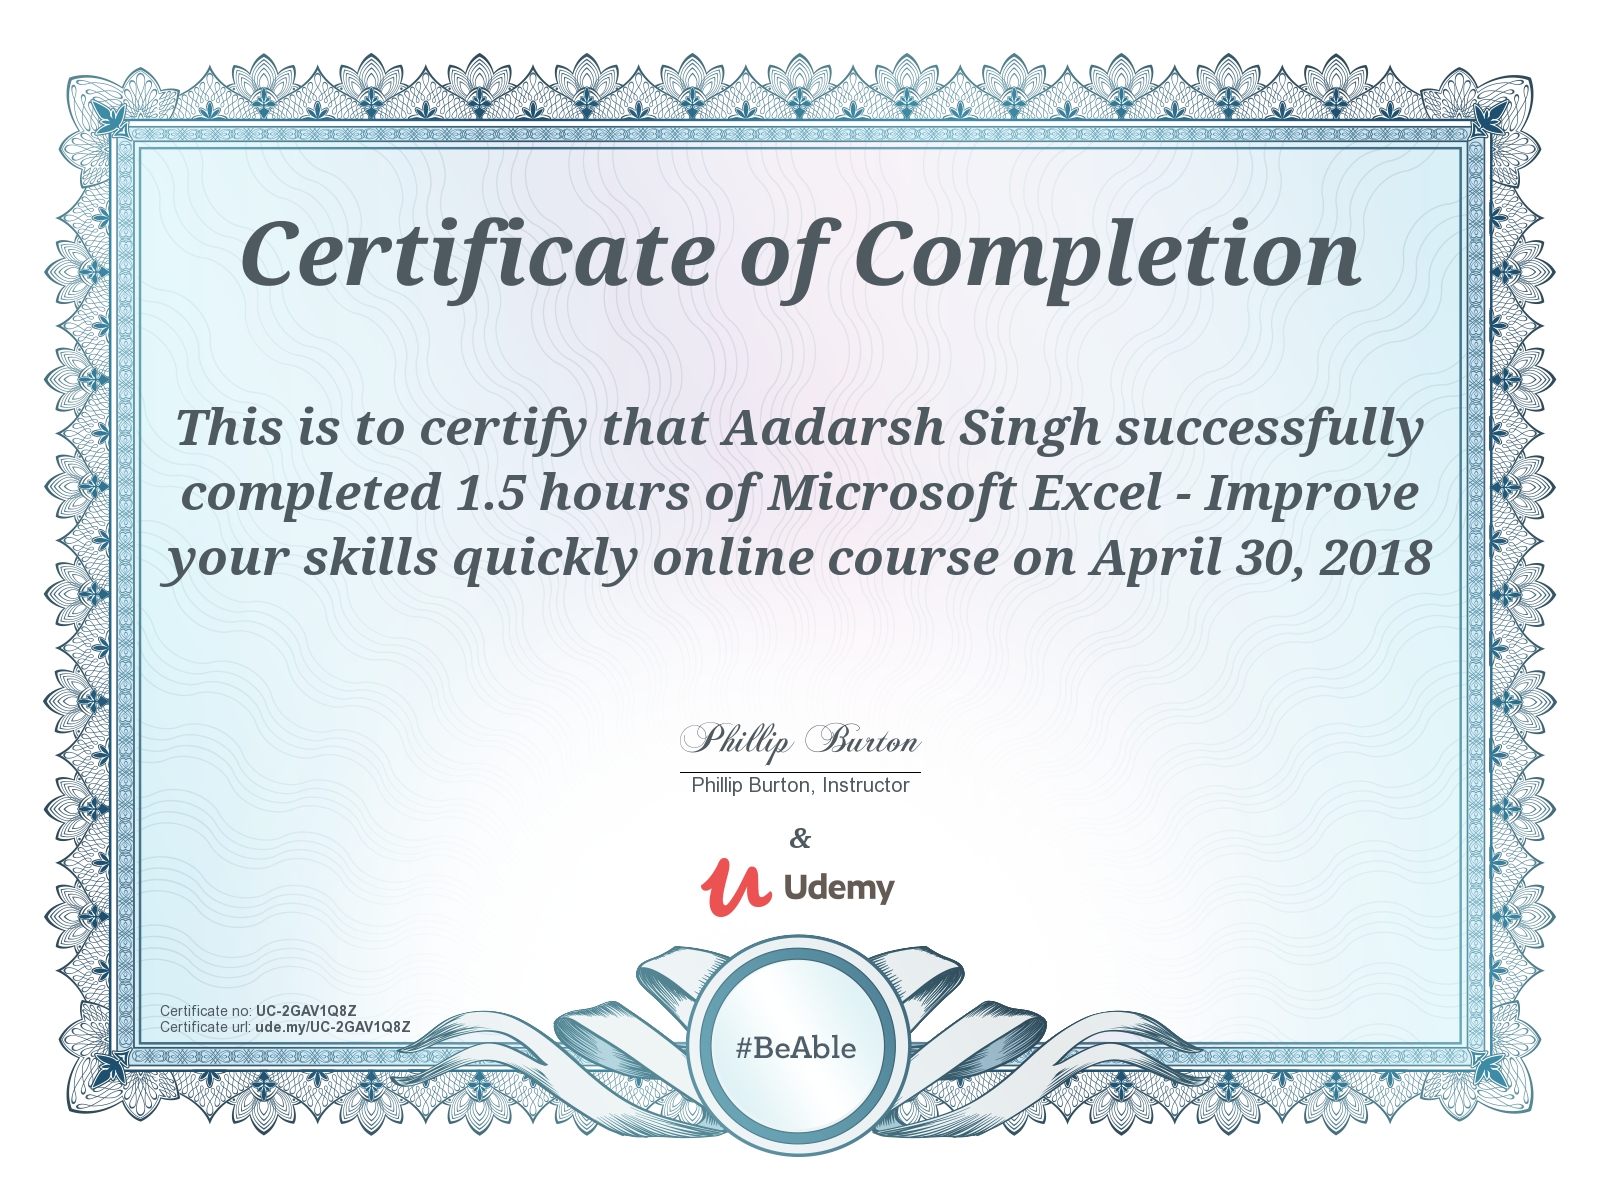 Certificate of Completion
This is to certify that Aadarsh Singh successfully
completed 1.5 hours of Microsoft Excel - Improve
your skills quickly online course on April 30, 2018
Phillip Burton
Phillip Burton, Instructor
&
Udemy
Certificate no: UC-2GAV1Q8Z
Certificate url: ude.my/UC-2GAV1Q8Z
#BeAble